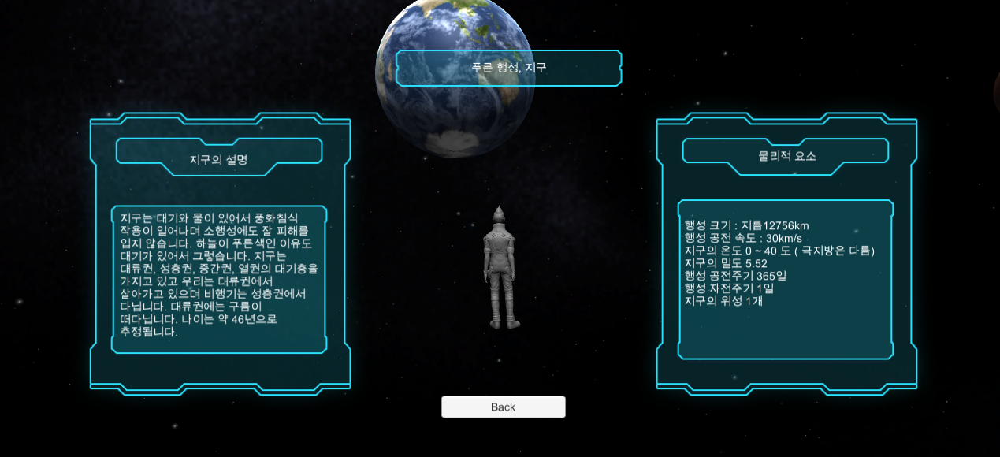 푸른 행성, 지구
지구의 설명
지구는 대기와 물이 있어서 풍화침식
작용이 일어나며 소행성에도 잘 피해를
입지 않습니다. 하늘이 푸른색인 이유도
대기가 있어서 그렇습니다. 지구는
대류권, 성층권, 중간권, 열권의 대기층을
가지고 있고 우리는 대류권에서
살아가고 있으며 비행기는 성층권에서
다닙니다. 대류권에는 구름이
떠다닙니다. 나이는 약 46년으로
추정됩니다.
물리적 요소
행성 크기 : 지름12756km
행성 공전 속도 : 30km/s
지구의 온도 0 ~ 40 도 ( 극지방은 다름)
지구의 밀도 5.52
행성 공전주기 365일
행성 자전주기 1일
지구의 위성 1개
Back